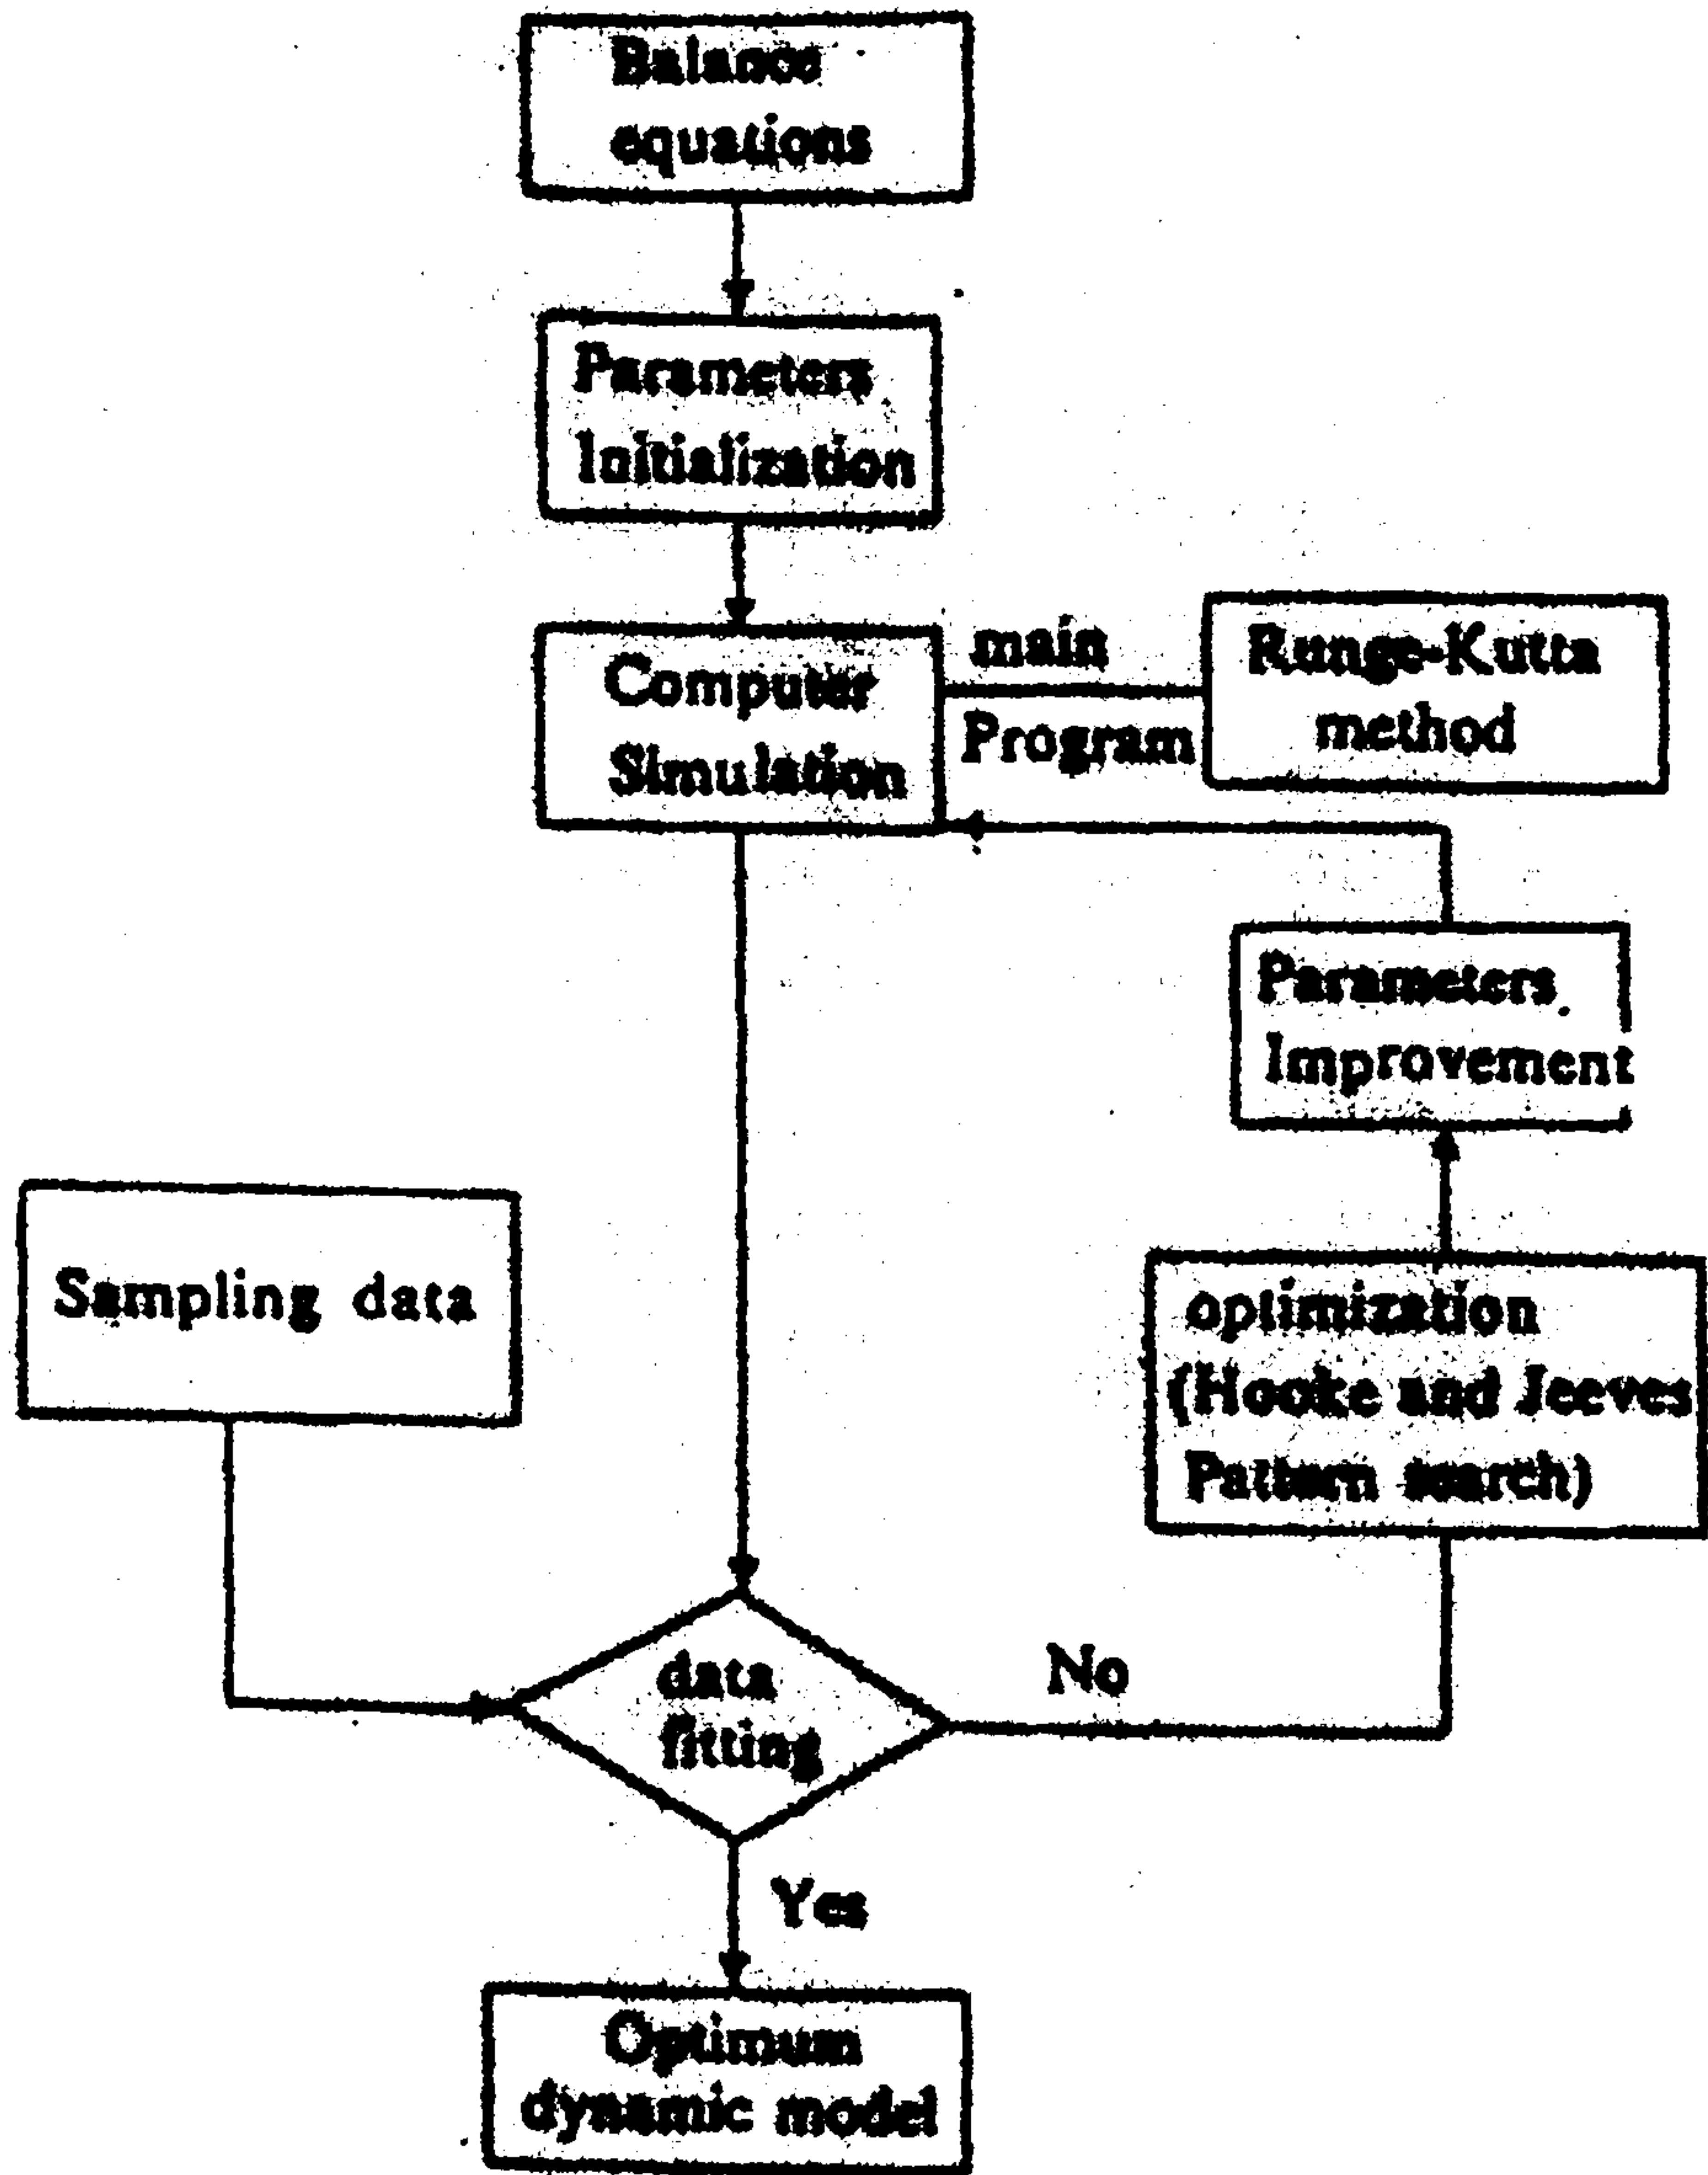 Balance
equations
Parameters
Initialization
Computer
Simulation
main
Program
Runge-Kutta
method
Parameters
Improvement
Sampling data
optimization
(Hooke and Jeeves
Pattern search)
data
fitting
No
Yes
Optimum
dynamic model